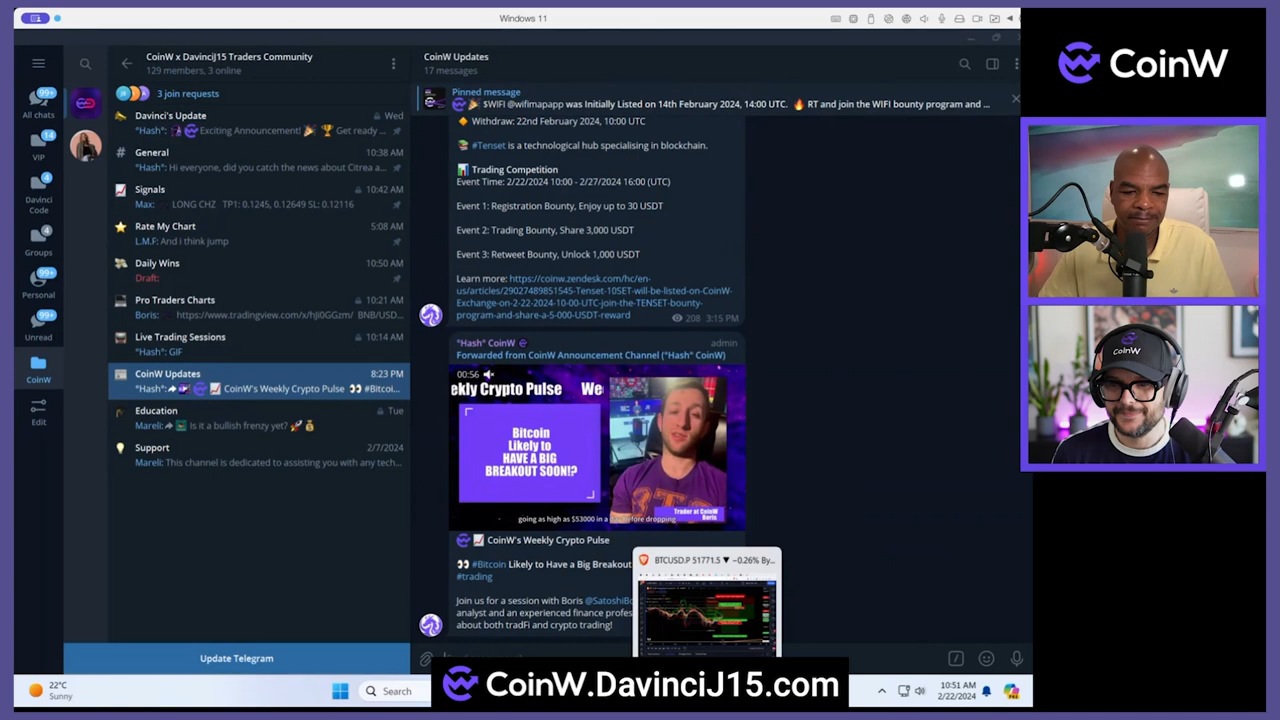 Windows 11
CoinW
CoinW x DavinciJ15 Traders Community
129 members, 3 online
3 join requests
99+
All chats
14
VIP
4
Davinci
Code
4
Groups
99+
Personal
99+
Unread
CoinW
Edit
Davinci's Update
Wed
"Hash": Exciting Announcement! Get ready ...
General
10:38 AM
"Hash": Hi everyone, did you catch the news about Citrea a...
Signals
10:42 AM
Max: LONG CHZ TP1: 0.1245, 0.12649 SL: 0.12116
Rate My Chart
5:08 AM
L.M.F: And i think jump
Daily Wins
10:50 AM
Draft:
Pro Traders Charts
10:21 AM
Boris: https://www.tradingview.com/x/hJi0GGzm/ BNB/USD...
Live Trading Sessions
10:14 AM
"Hash": GIF
CoinW Updates
8:23 PM
"Hash": CoinW's Weekly Crypto Pulse #Bitcoi...
Education
Tue
Mareli: Is it a bullish frenzy yet?
Support
2/7/2024
Mareli: This channel is dedicated to assisting you with any tech...
Update Telegram
CoinW Updates
17 messages
Pinned message
$WIFI @wifimapapp was Initially Listed on 14th February 2024, 14:00 UTC. RT and join the WIFI bounty program and ...
Withdraw: 22nd February 2024, 10:00 UTC
#Tenset is a technological hub specialising in blockchain.
Trading Competition
Event Time: 2/22/2024 10:00 - 2/27/2024 16:00 (UTC)
Event 1: Registration Bounty, Enjoy up to 30 USDT
Event 2: Trading Bounty, Share 3,000 USDT
Event 3: Retweet Bounty, Unlock 1,000 USDT
Learn more: https://coinw.zendesk.com/hc/en-
us/articles/29027489851545-Tenset-10SET-will-be-listed-on-CoinW-
Exchange-on-2-22-2024-10-00-UTC-join-the-TENSET-bounty-
program-and-share-a-5-000-USDT-reward
208 3:15 PM
"Hash" CoinW
admin
Forwarded from CoinW Announcement Channel ("Hash" CoinW)
00:56
ekly Crypto Pulse We
Bitcoin
Likely to
HAVE A BIG
BREAKOUT SOON!?
Trader at CoinW
Boris
CoinW's Weekly Crypto Pulse
#Bitcoin Likely to Have a Big Breakout
#trading
Join us for a session with Boris @SatoshiBo
analyst and an experienced finance profes
about both tradFi and crypto trading!
BTCUSD.P 51771.5 ▼ −0.26% By...
CoinW
22°C
Sunny
Search
CoinW.DavinciJ15.com
10:51 AM
2/22/2024